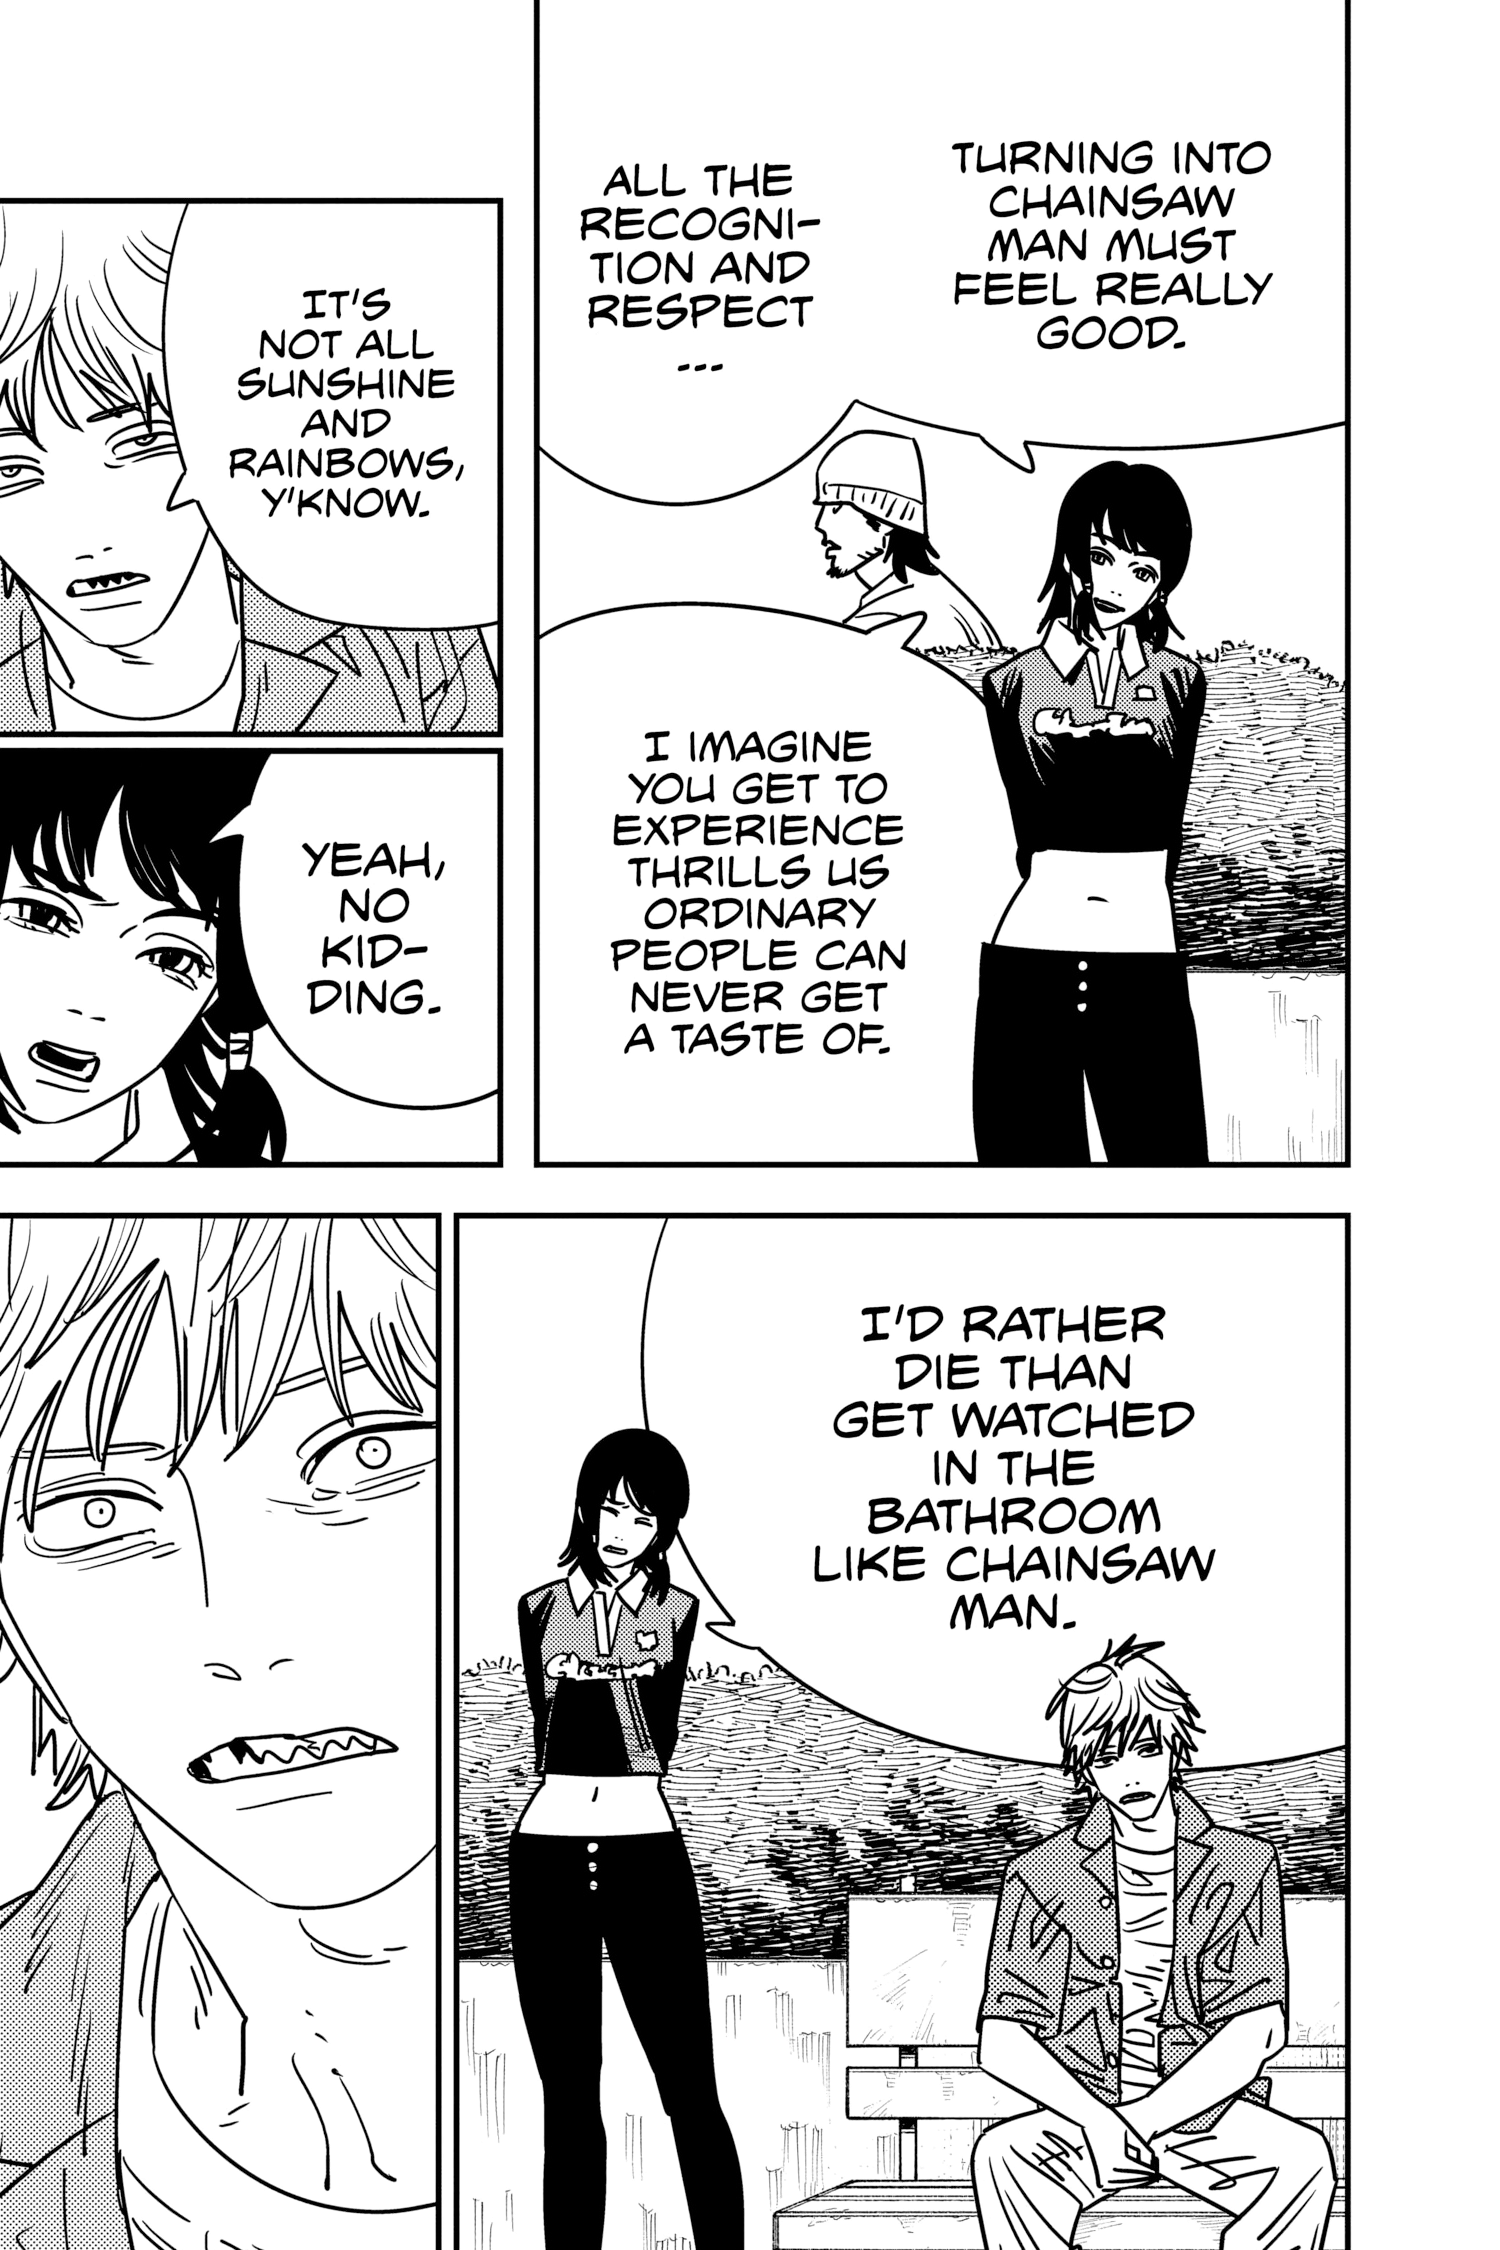 TURNING INTO
CHAINSAW
MAN MUST
FEEL REALLY
GOOD.
ALL THE
RECOGNI-
TION AND
RESPECT
...
I IMAGINE
YOU GET TO
EXPERIENCE
THRILLS US
ORDINARY
PEOPLE CAN
NEVER GET
A TASTE OF.
IT'S
NOT ALL
SUNSHINE
AND
RAINBOWS,
Y'KNOW.
YEAH,
NO
KID-
DING.
I'D RATHER
DIE THAN
GET WATCHED
IN THE
BATHROOM
LIKE CHAINSAW
MAN.